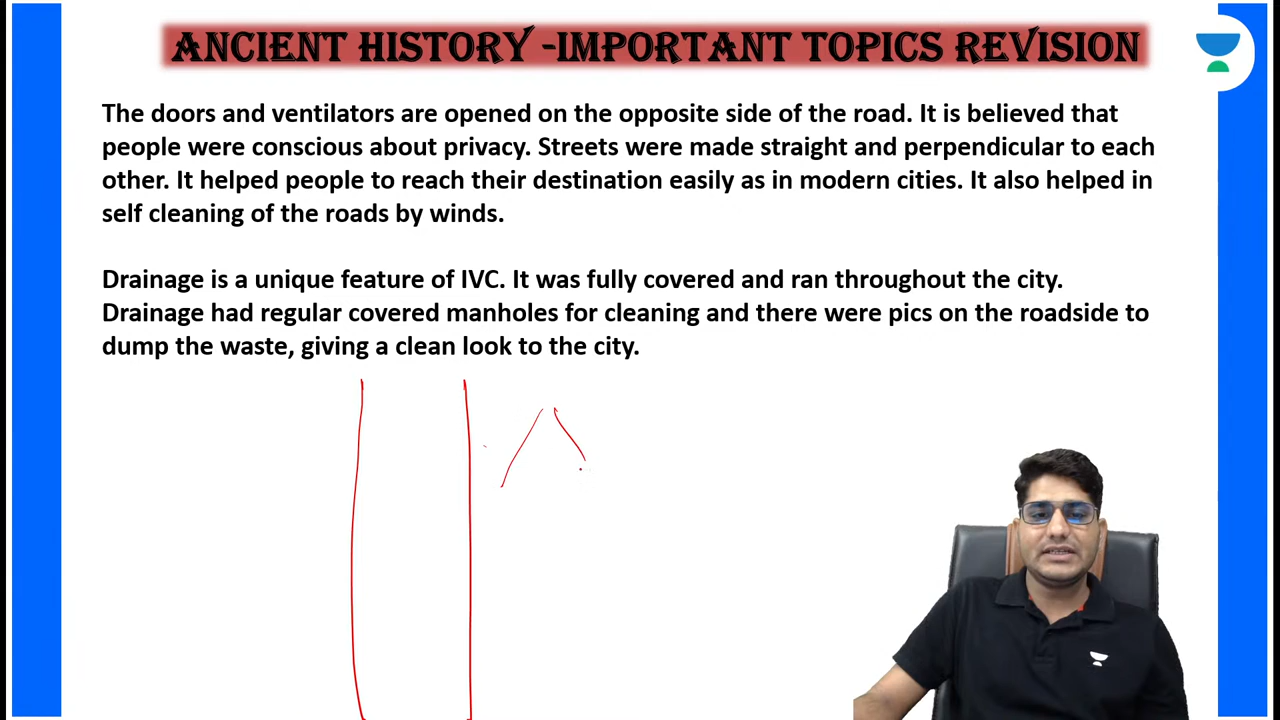 ANCIENT HISTORY -IMPORTANT TOPICS REVISION
The doors and ventilators are opened on the opposite side of the road. It is believed that
people were conscious about privacy. Streets were made straight and perpendicular to each
other. It helped people to reach their destination easily as in modern cities. It also helped in
self cleaning of the roads by winds.
Drainage is a unique feature of IVC. It was fully covered and ran throughout the city.
Drainage had regular covered manholes for cleaning and there were pics on the roadside to
dump the waste, giving a clean look to the city.